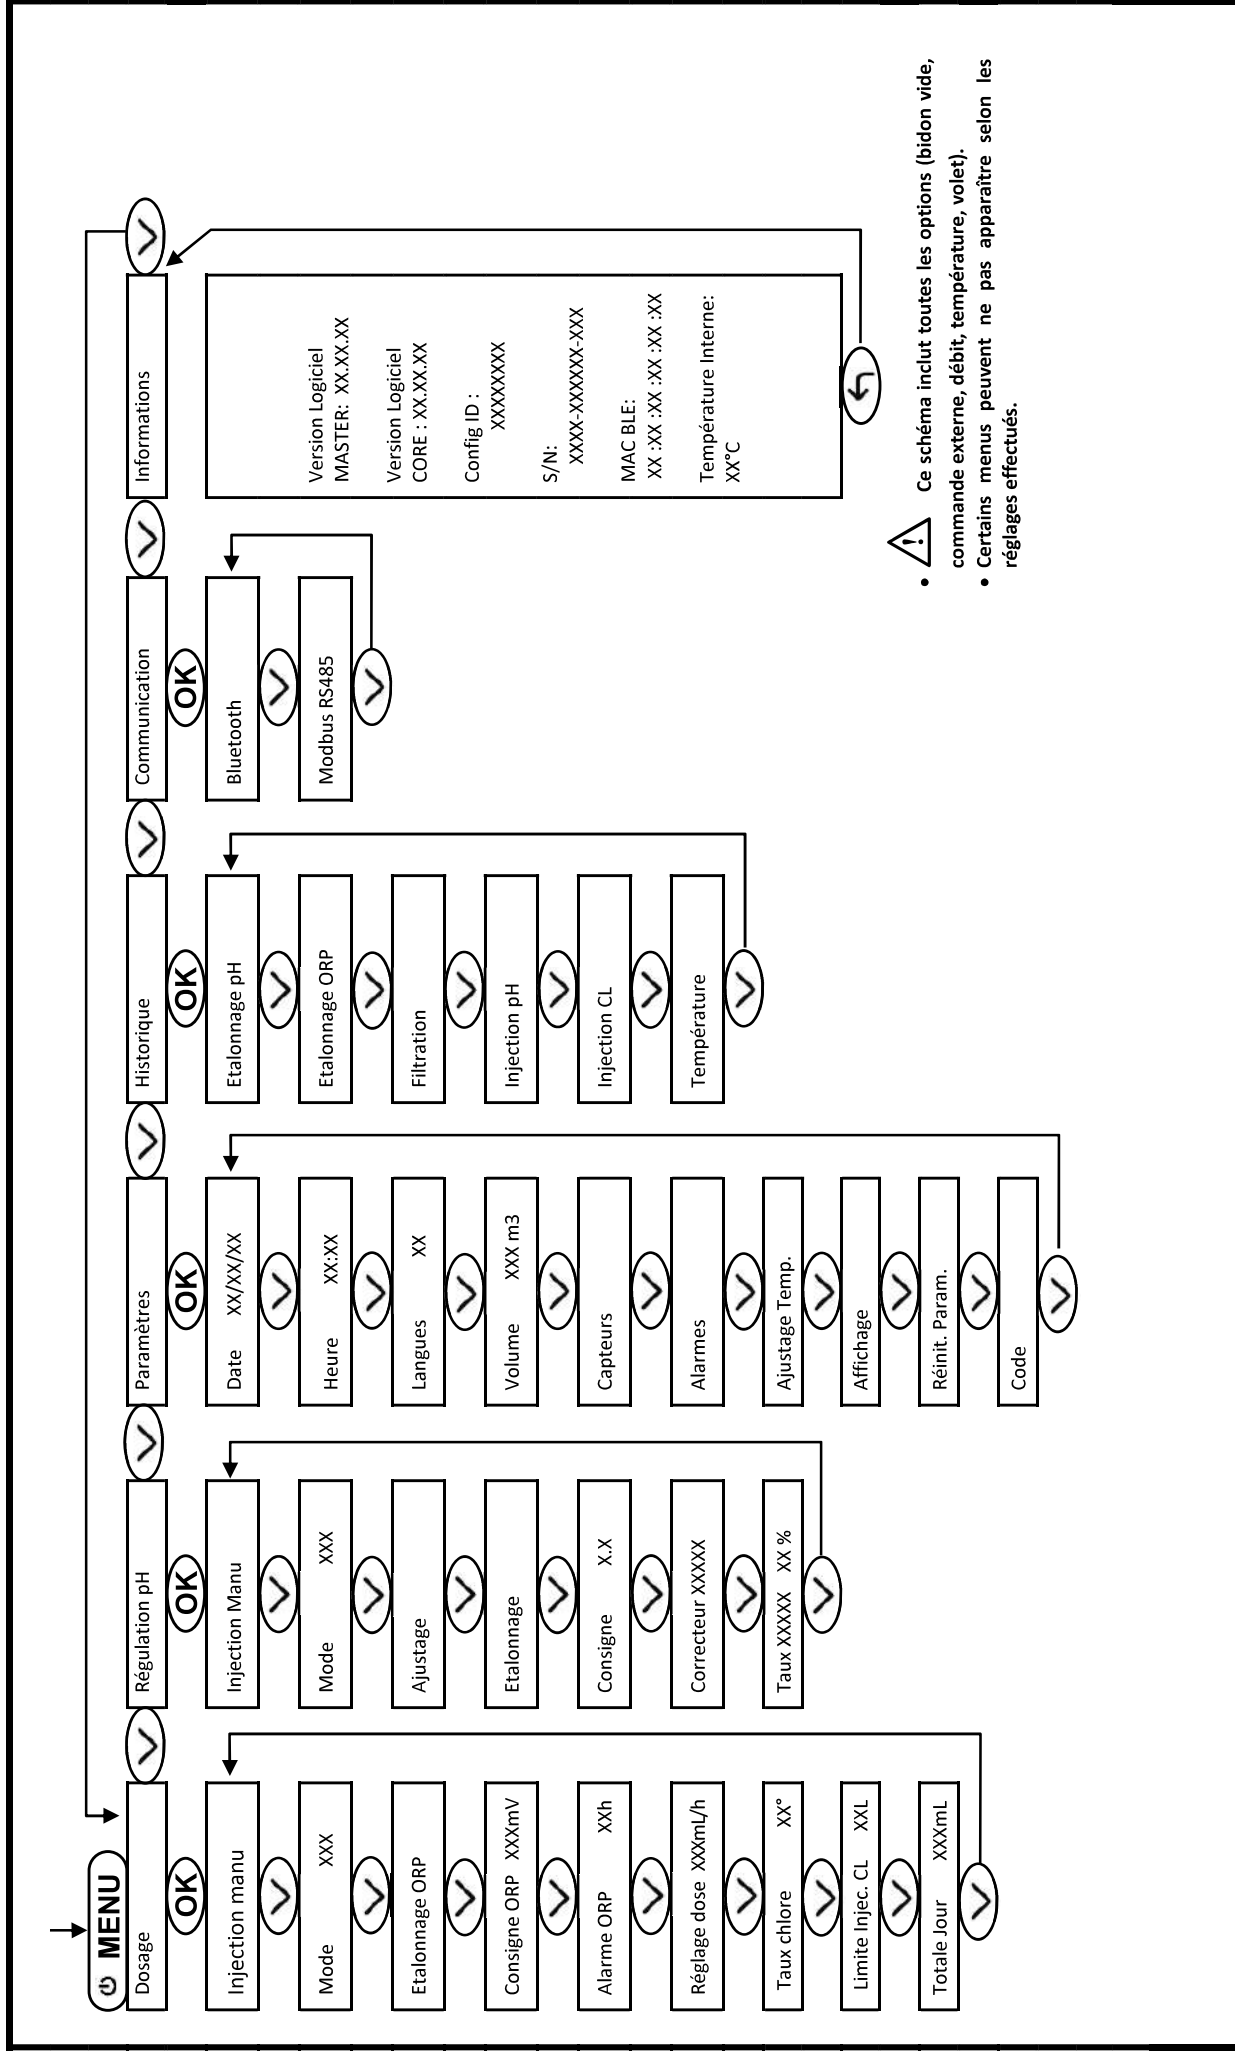 MENU
Dosage
OK
Injection manu
Mode XXX
Etalonnage ORP
Consigne ORP XXXmV
Alarme ORP XXh
Réglage dose XXXmL/h
Taux chlore XX°
Limite Injec. CL XXL
Totale Jour XXXmL
Régulation pH
OK
Injection Manu
Mode XXX
Ajustage
Etalonnage
Consigne X.X
Correcteur XXXXX
Taux XXXXX XX %
Paramètres
OK
Date XX/XX/XX
Heure XX:XX
Langues XX
Volume XXX m3
Capteurs
Alarmes
Ajustage Temp.
Affichage
Réinit. Param.
Code
Historique
OK
Etalonnage pH
Etalonnage ORP
Filtration
Injection pH
Injection CL
Température
Communication
OK
Bluetooth
Modbus RS485
Informations
Version Logiciel
MASTER: XX.XX.XX
Version Logiciel
CORE : XX.XX.XX
Config ID :
XXXXXXXX
S/N:
XXXX-XXXXXX-XXX
MAC BLE:
XX :XX :XX :XX :XX :XX
Température Interne:
XX°C
• Ce schéma inclut toutes les options (bidon vide,
commande externe, débit, température, volet).
• Certains menus peuvent ne pas apparaître selon les
réglages effectués.